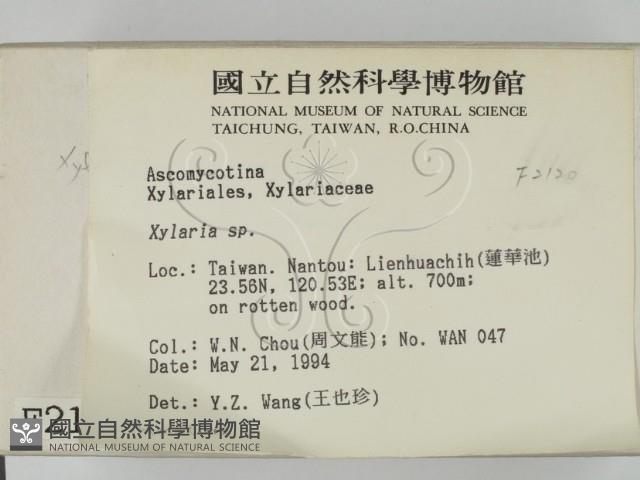 國立自然科學博物館
NATIONAL MUSEUM OF NATURAL SCIENCE
TAICHUNG, TAIWAN, R.O.CHINA
Ascomycotina
Xylariales, Xylariaceae
F2120
Xylaria sp.
Loc.: Taiwan. Nantou: Lienhuachih(蓮華池)
23.56N, 120.53E; alt. 700m;
on rotten wood.
Col.: W.N. Chou(周文能); No. WAN 047
Date: May 21, 1994
Det.: Y.Z. Wang(王也珍)
國立自然科學博物館
NATIONAL MUSEUM OF NATURAL SCIENCE